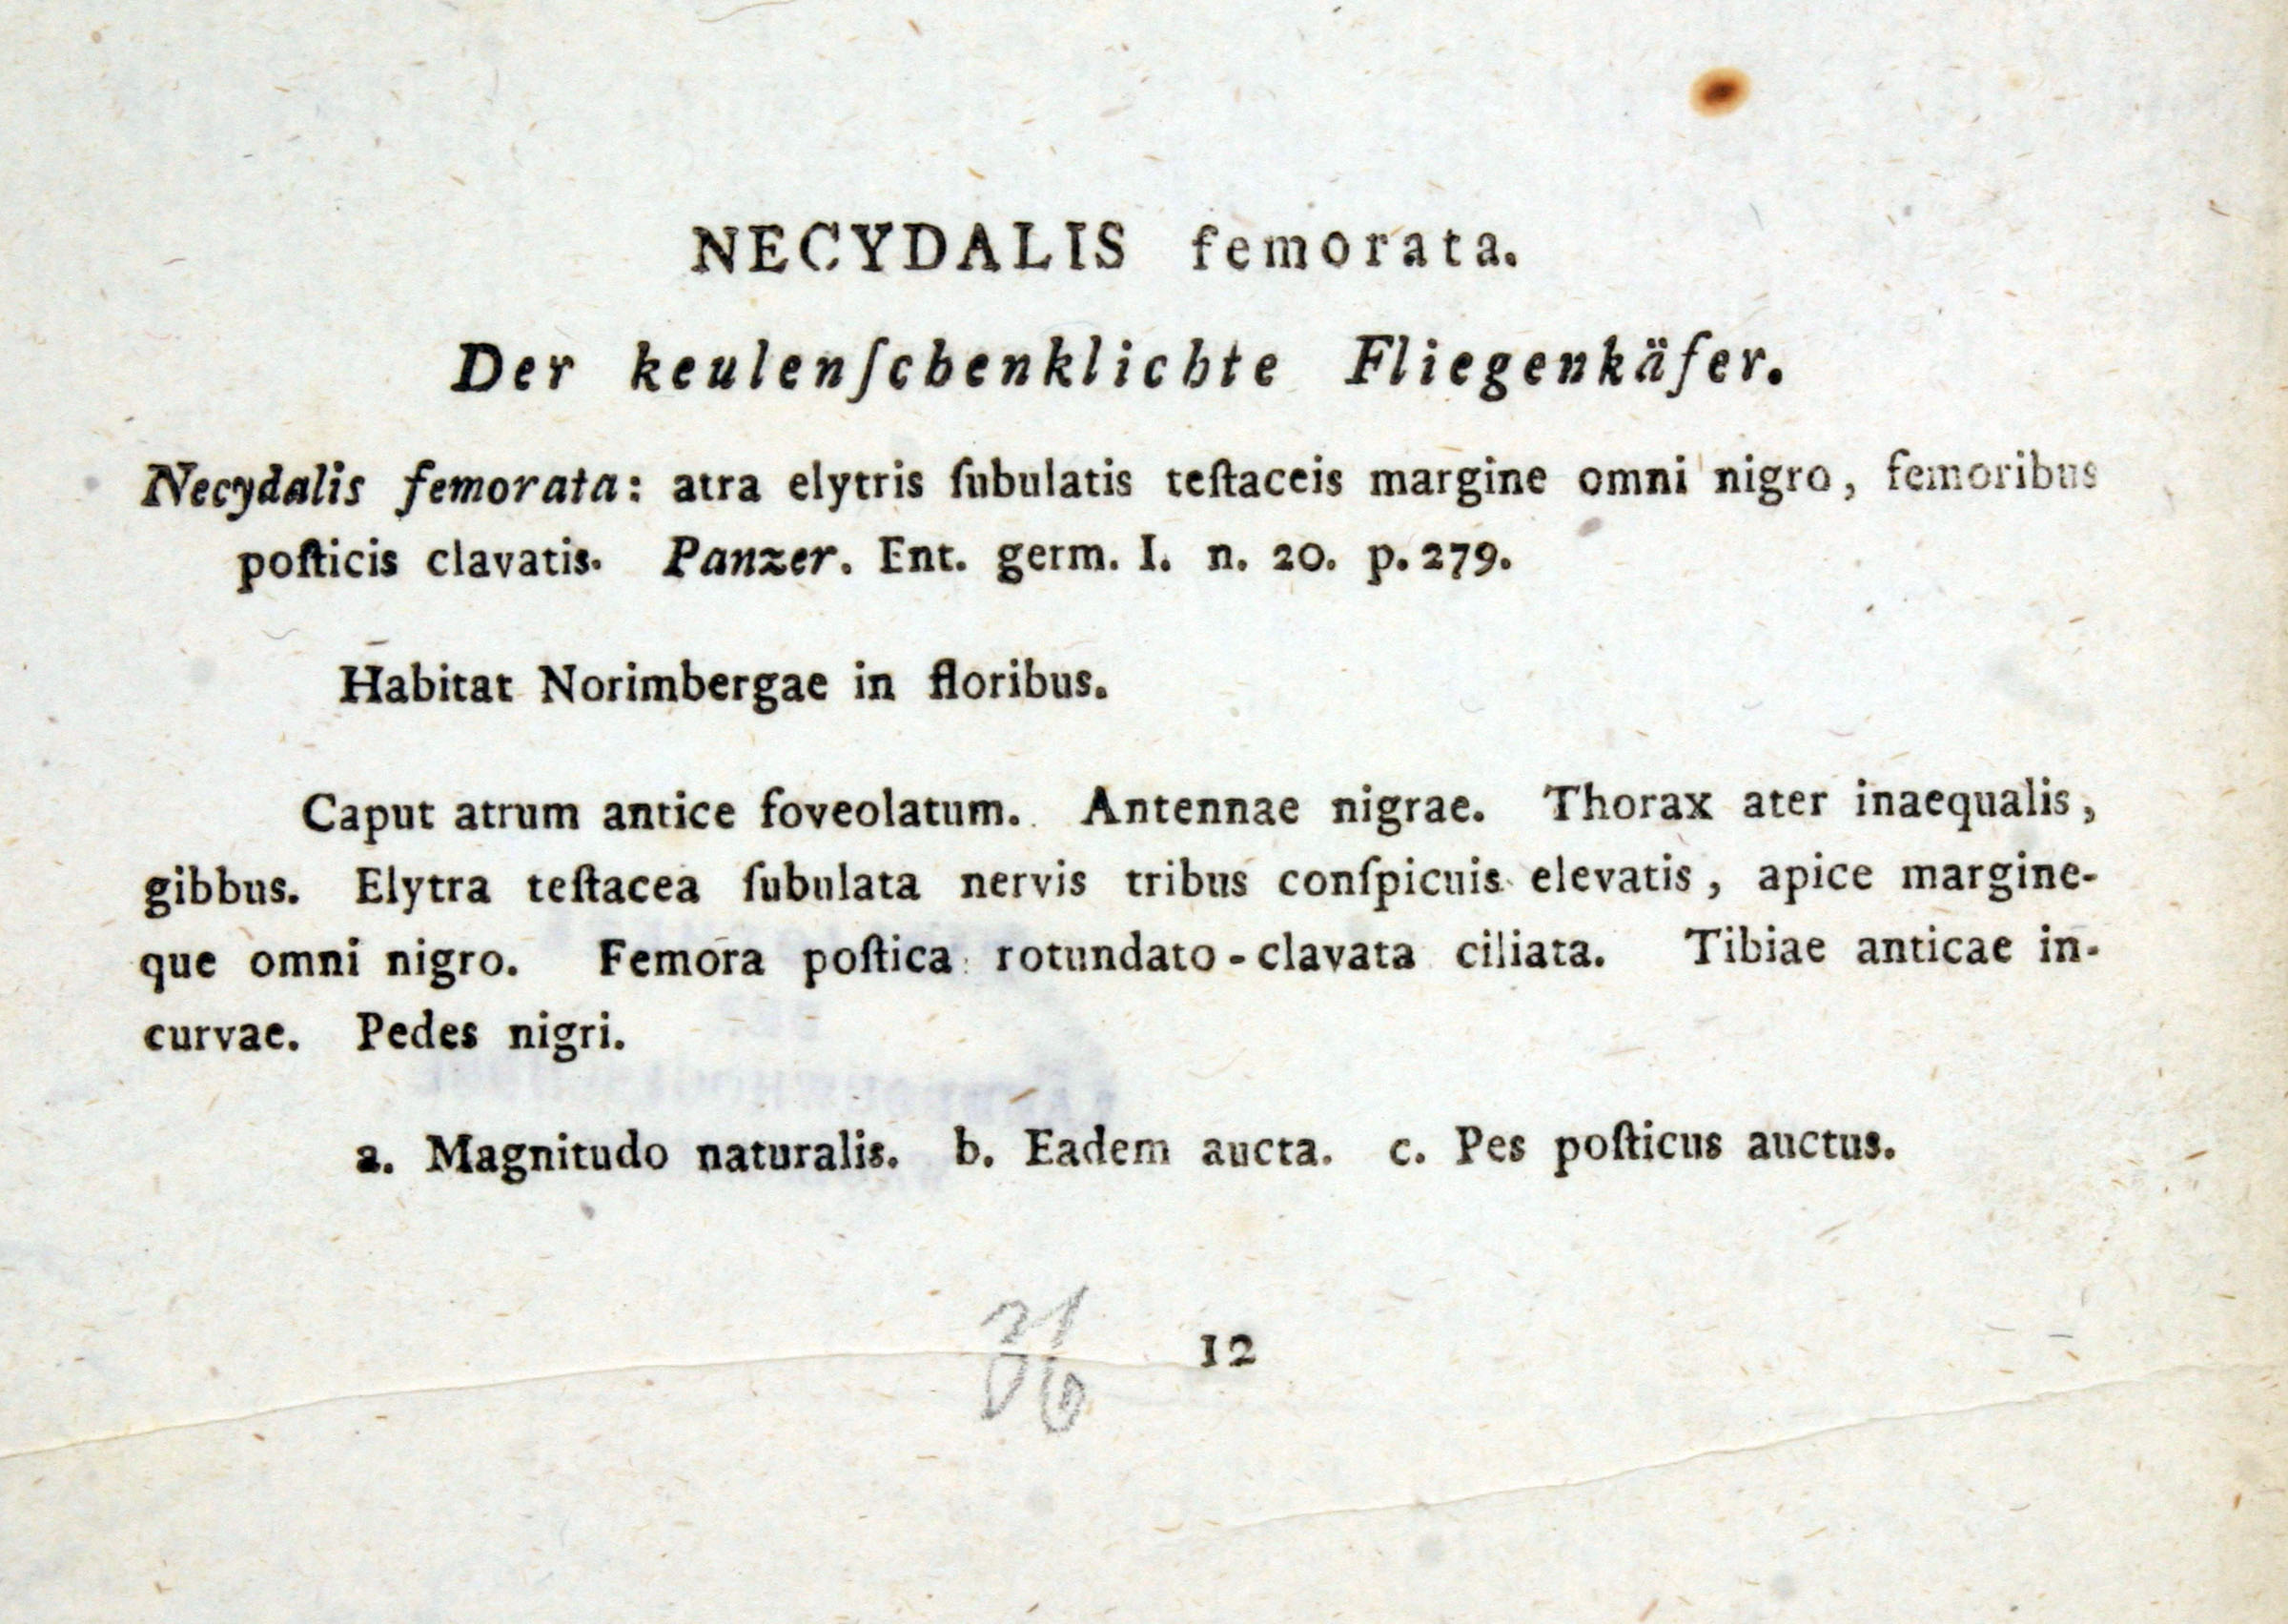 NECYDALIS femorata.
Der keulenſchenklichte Fliegenkäſer.
Necydalis femorata: atra elytris ſubulatis teſtaceis margine omni nigro, femoribus
poſticis clavatis. Panzer. Ent. germ. I. n. 20. p. 279.
Habitat Norimbergae in floribus.
Caput atrum antice foveolatum. Antennae nigrae. Thorax ater inaequalis,
gibbus. Elytra teſtacea ſubulata nervis tribus conſpicuis elevatis, apice margine-
que omni nigro. Femora poſtica rotundato-clavata ciliata. Tibiae anticae in-
curvae. Pedes nigri.
a. Magnitudo naturalis. b. Eadem aucta. c. Pes poſticus auctus.
36
12